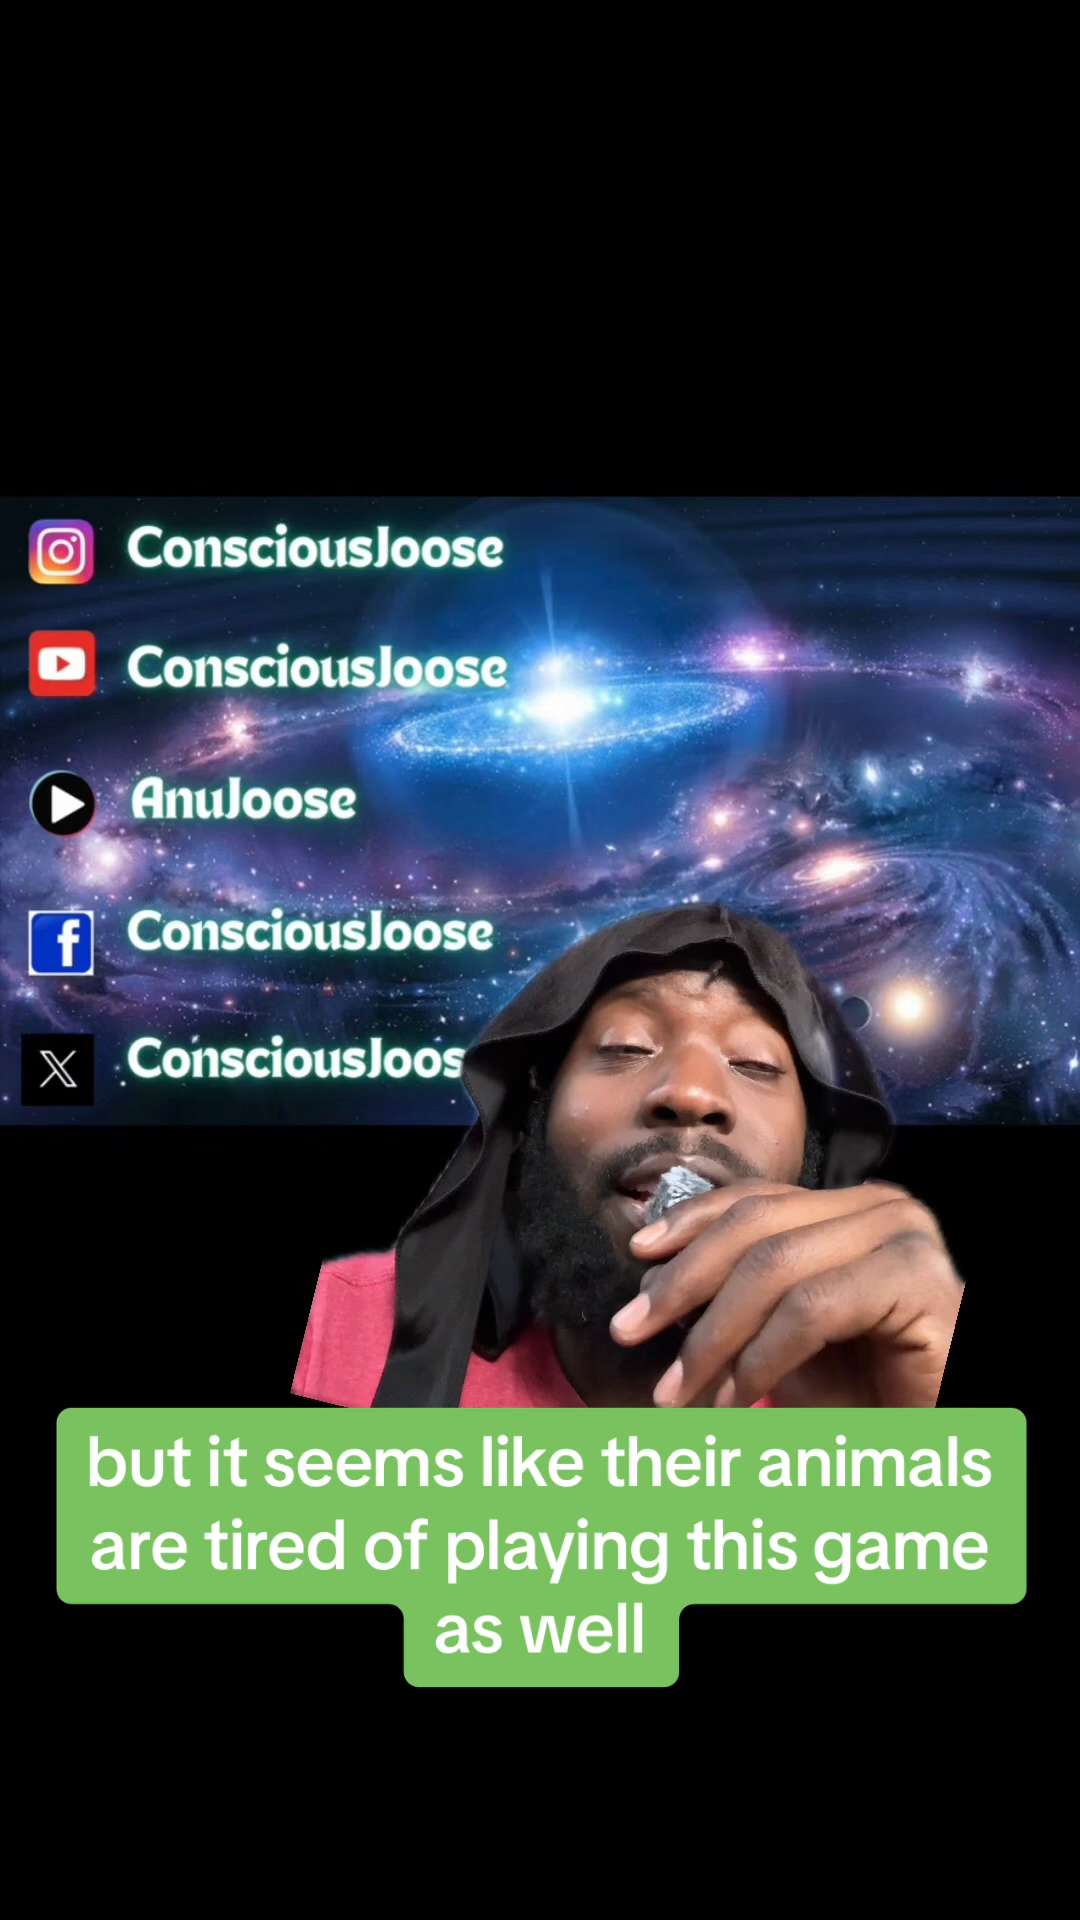 ConsciousJoose
ConsciousJoose
AnuJoose
ConsciousJoose
ConsciousJoos
but it seems like their animals
are tired of playing this game
as well